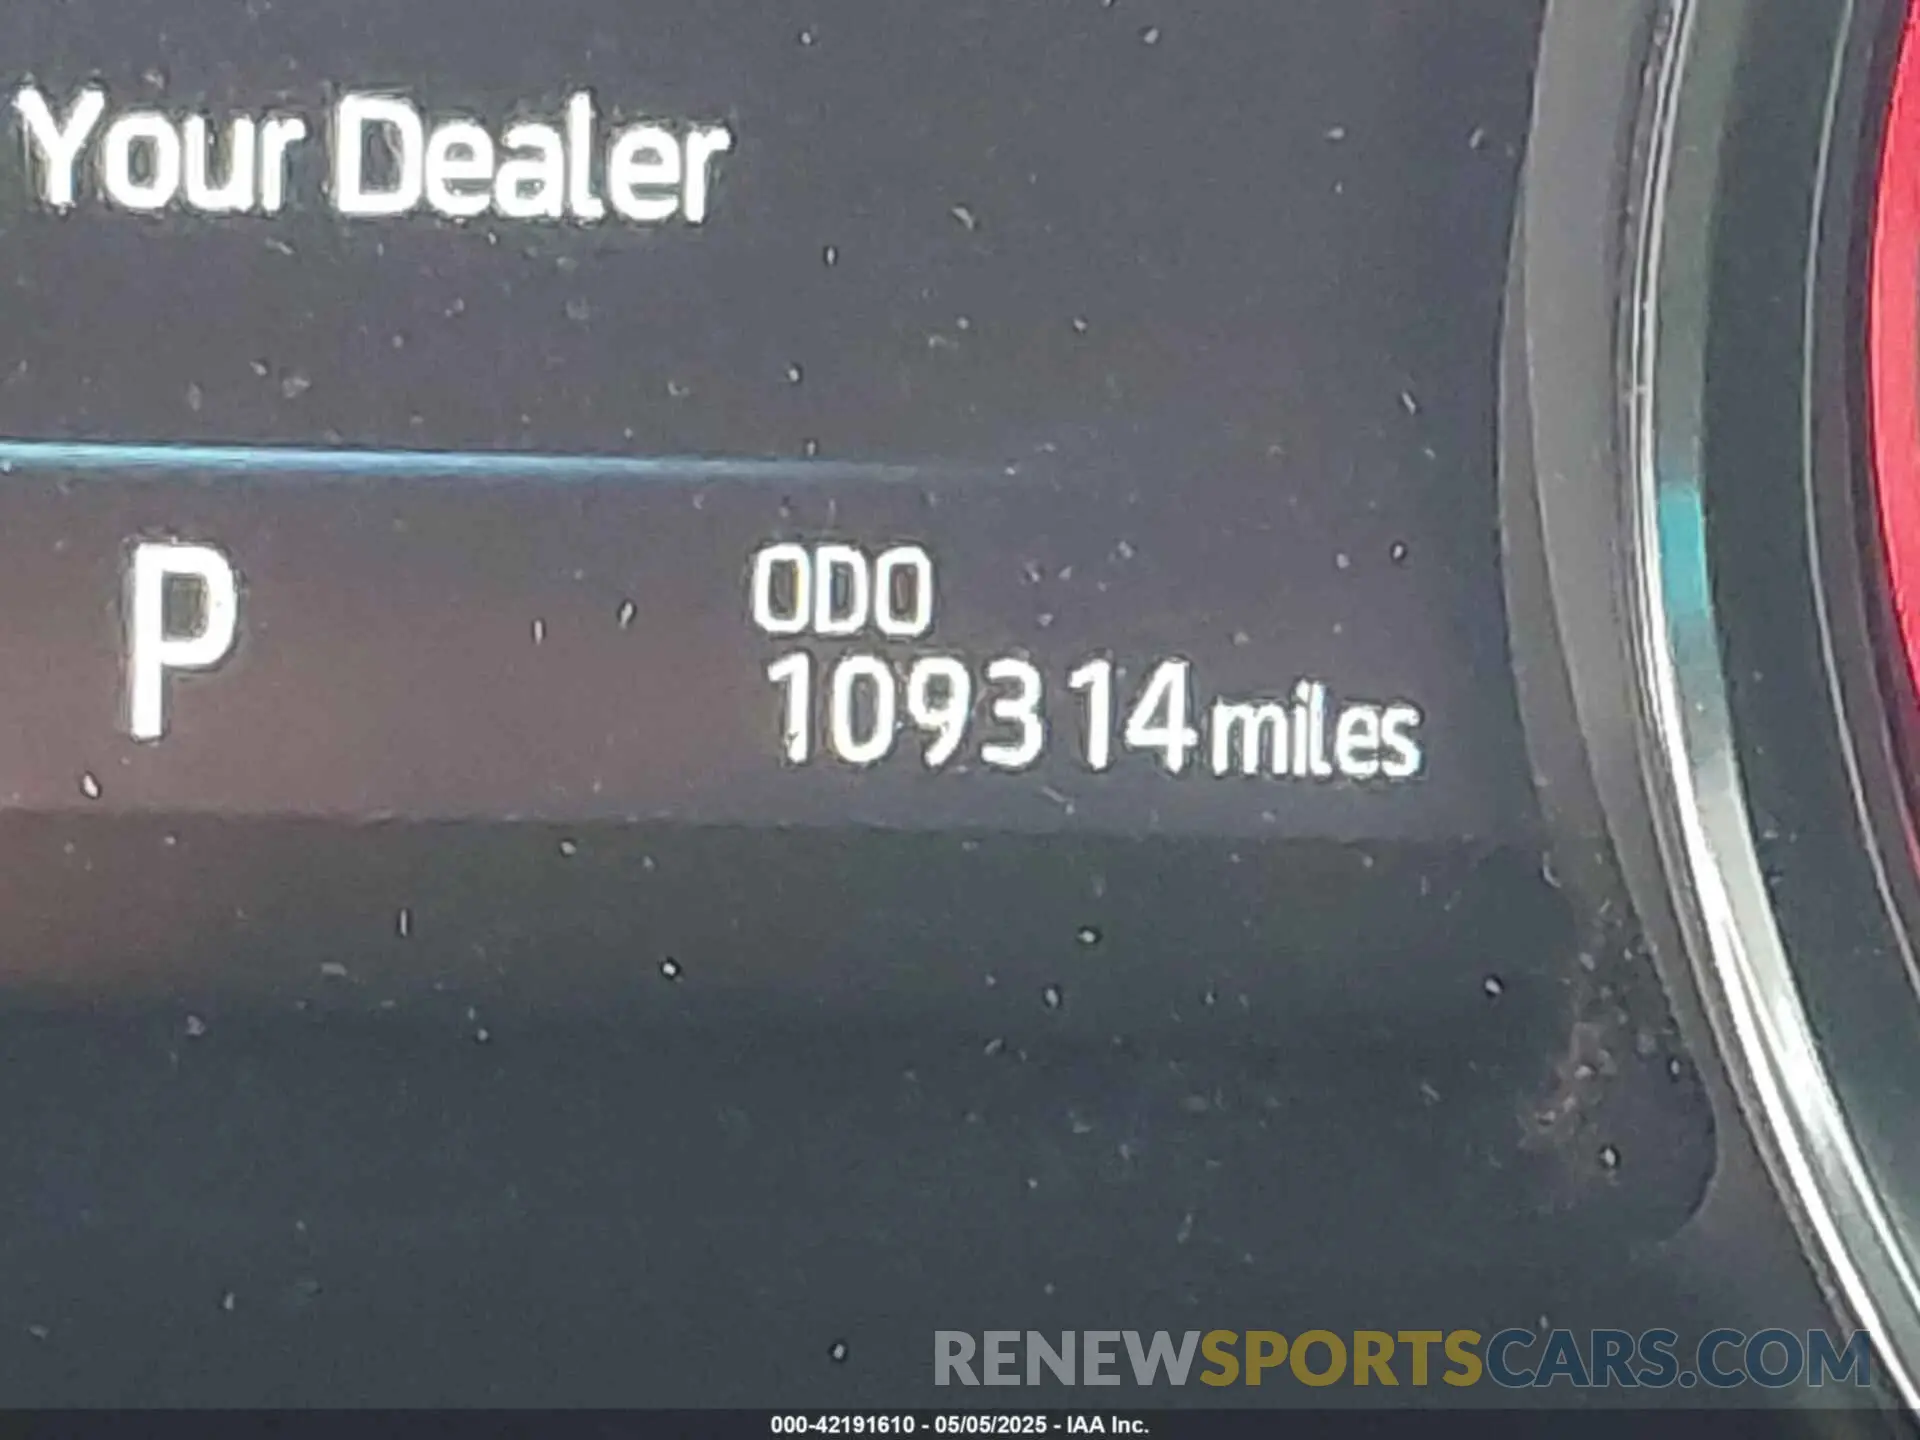 Your Dealer
P
ODO
109314 miles
RENEWSPORTSCARS.COM
000-42191610 - 05/05/2025 - IAA Inc.